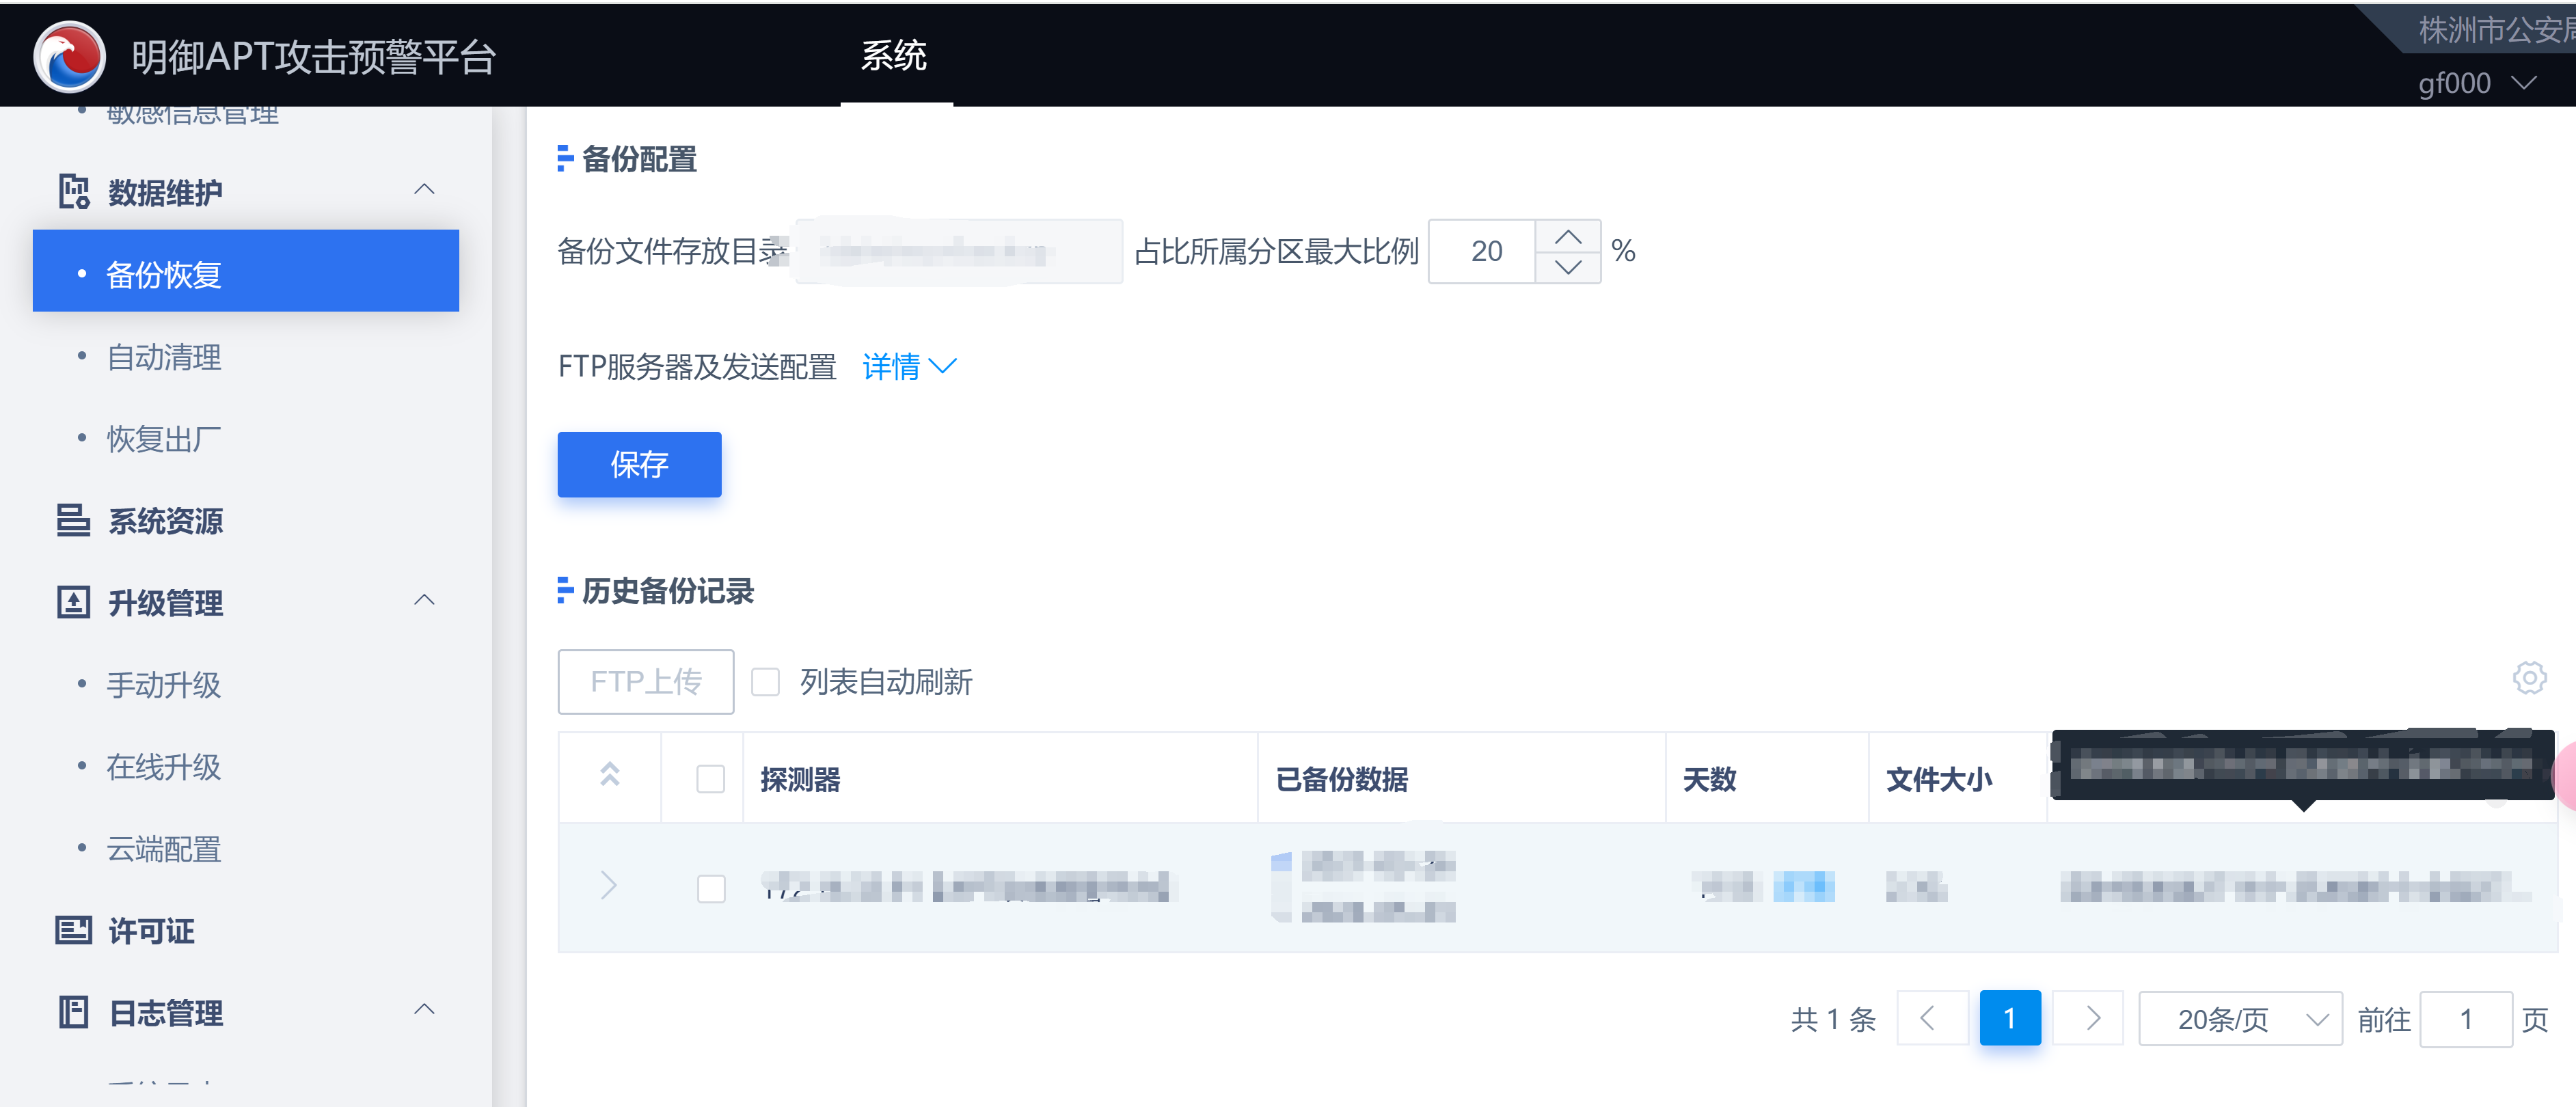 明御APT攻击预警平台
系统
株洲市公安局
gf000
敏感信息管理
数据维护
备份恢复
自动清理
恢复出厂
系统资源
升级管理
手动升级
在线升级
云端配置
许可证
日志管理
备份配置
备份文件存放目录
占比所属分区最大比例 20 %
FTP服务器及发送配置 详情
保存
历史备份记录
FTP上传 列表自动刷新
探测器 已备份数据 天数 文件大小
共 1 条 1 20条/页 前往 1 页